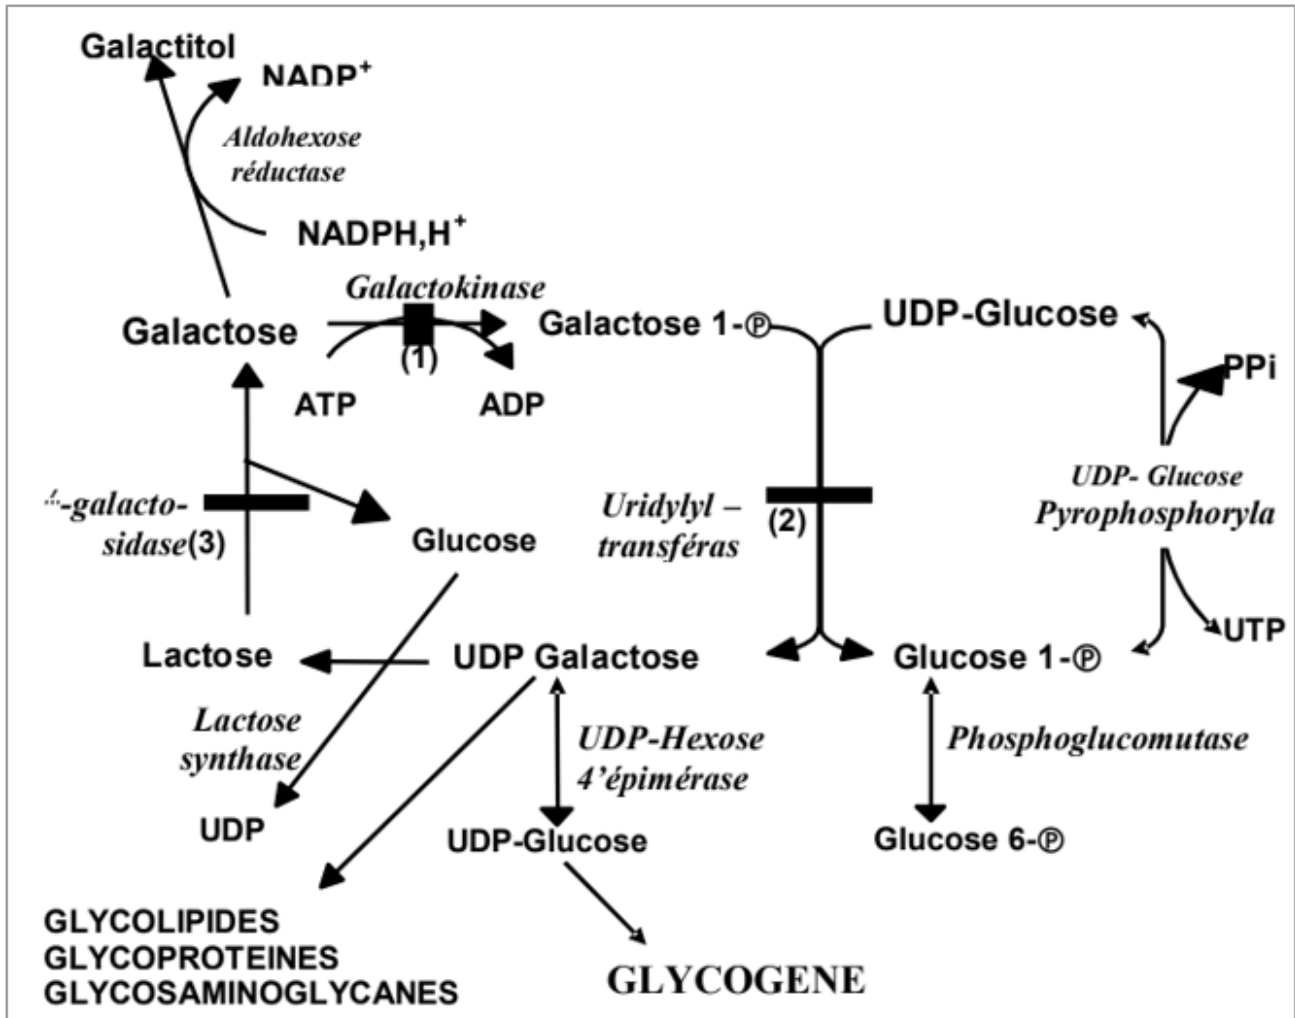 Galactitol
NADP+
Aldohexose
réductase
NADPH,H+
Galactokinase
Galactose
Galactose 1-Ⓟ
UDP-Glucose
(1)
PPi
ATP
ADP
UDP- Glucose
Pyrophosphoryla
-galacto-
sidase(3)
Glucose
Uridylyl –
transféras
(2)
UTP
Lactose
UDP Galactose
Glucose 1-Ⓟ
Lactose
synthase
UDP-Hexose
4’épimérase
Phosphoglucomutase
UDP
UDP-Glucose
Glucose 6-Ⓟ
GLYCOLIPIDES
GLYCOPROTEINES
GLYCOSAMINOGLYCANES
GLYCOGENE